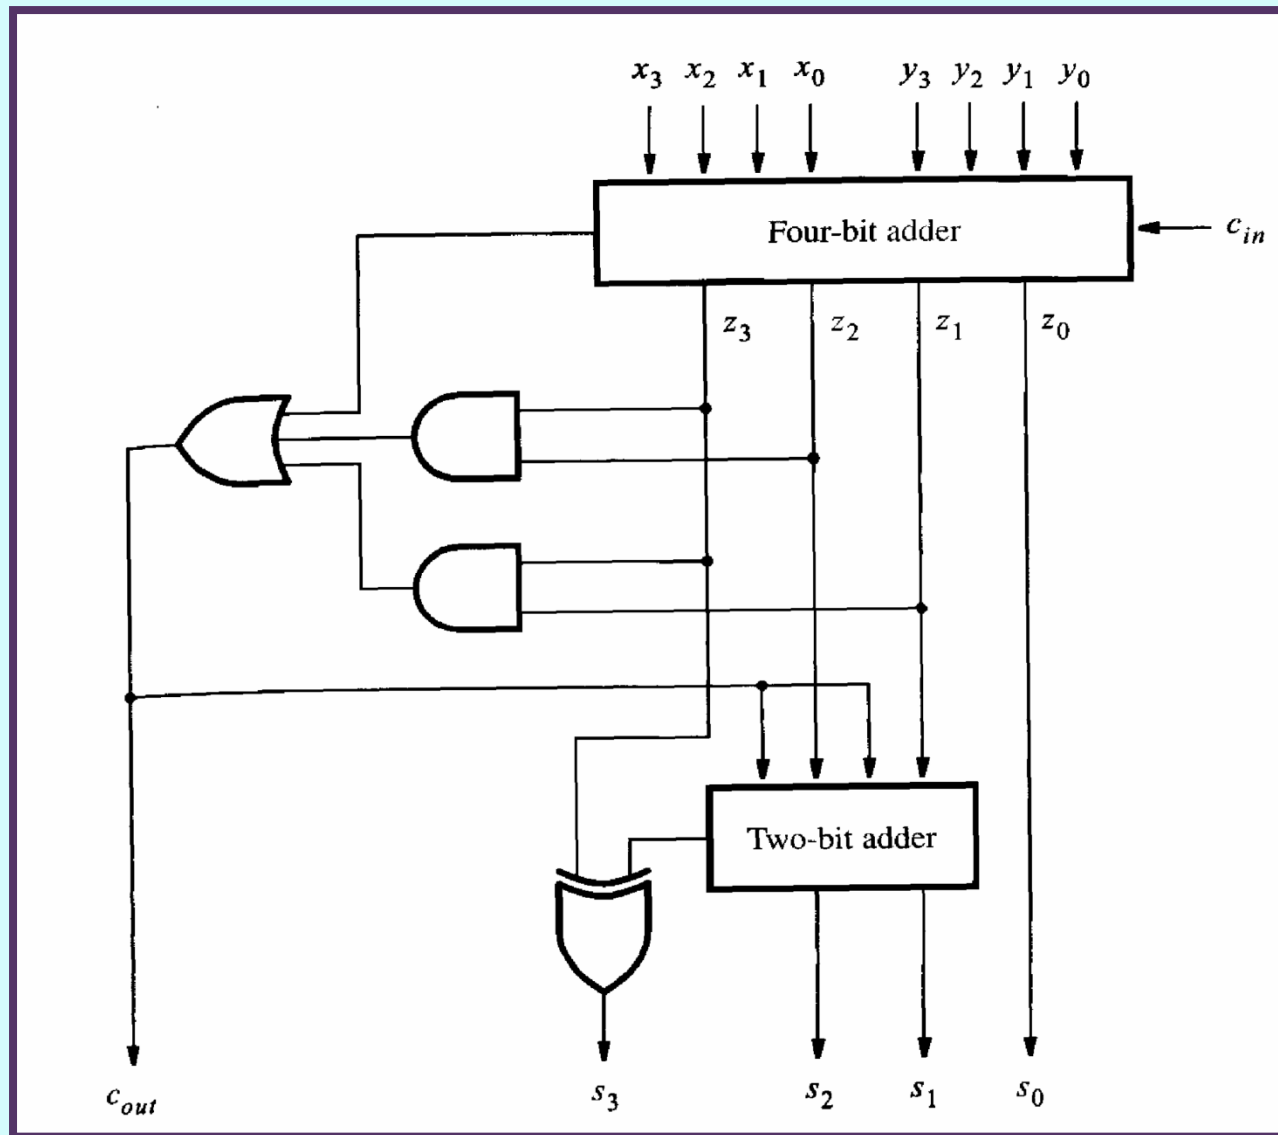 x3 x2 x1 x0 y3 y2 y1 y0
Four-bit adder
cin
z3 z2 z1 z0
Two-bit adder
cout s3 s2 s1 s0